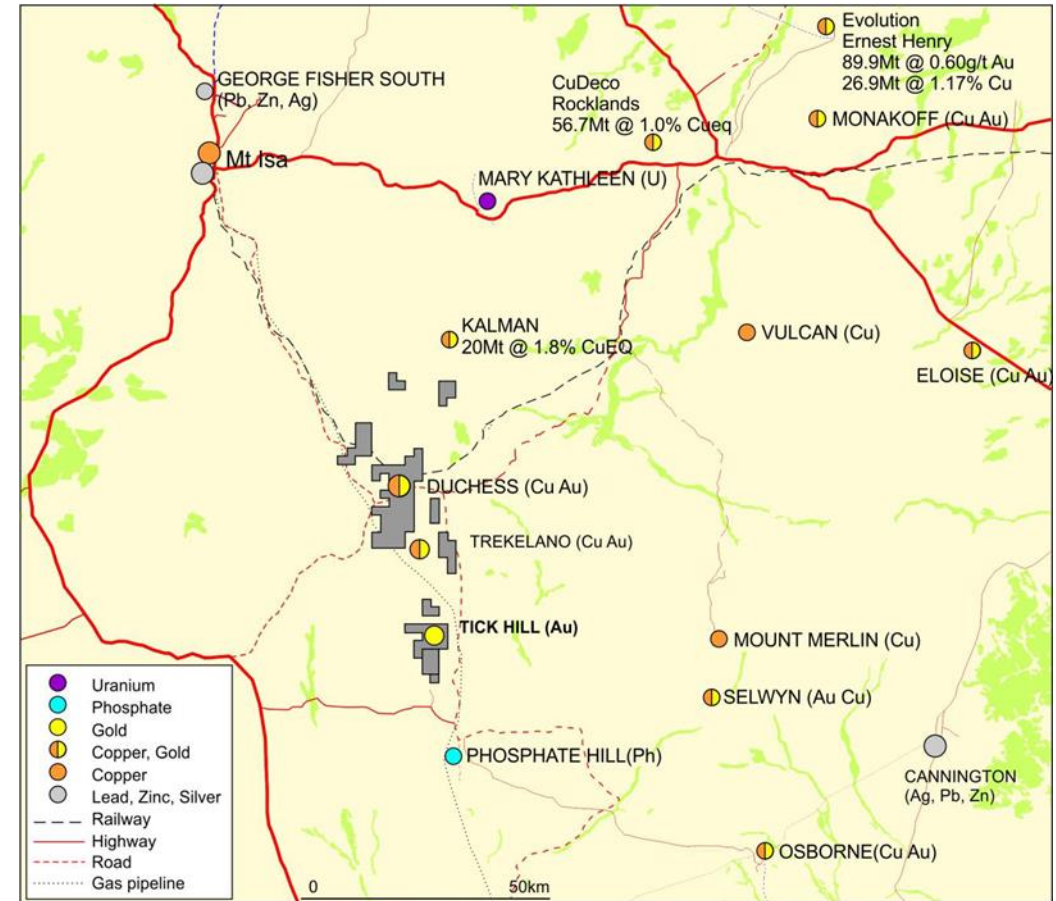 Evolution
Ernest Henry
89.9Mt @ 0.60g/t Au
26.9Mt @ 1.17% Cu
GEORGE FISHER SOUTH
(Pb, Zn, Ag)
CuDeco
Rocklands
56.7Mt @ 1.0% Cueq
MONAKOFF (Cu Au)
Mt Isa
MARY KATHLEEN (U)
KALMAN
20Mt @ 1.8% CuEQ
VULCAN (Cu)
ELOISE (Cu Au)
DUCHESS (Cu Au)
TREKELANO (Cu Au)
TICK HILL (Au)
MOUNT MERLIN (Cu)
SELWYN (Au Cu)
PHOSPHATE HILL(Ph)
CANNINGTON
(Ag, Pb, Zn)
OSBORNE(Cu Au)
Uranium
Phosphate
Gold
Copper, Gold
Copper
Lead, Zinc, Silver
Railway
Highway
Road
Gas pipeline
0 50km